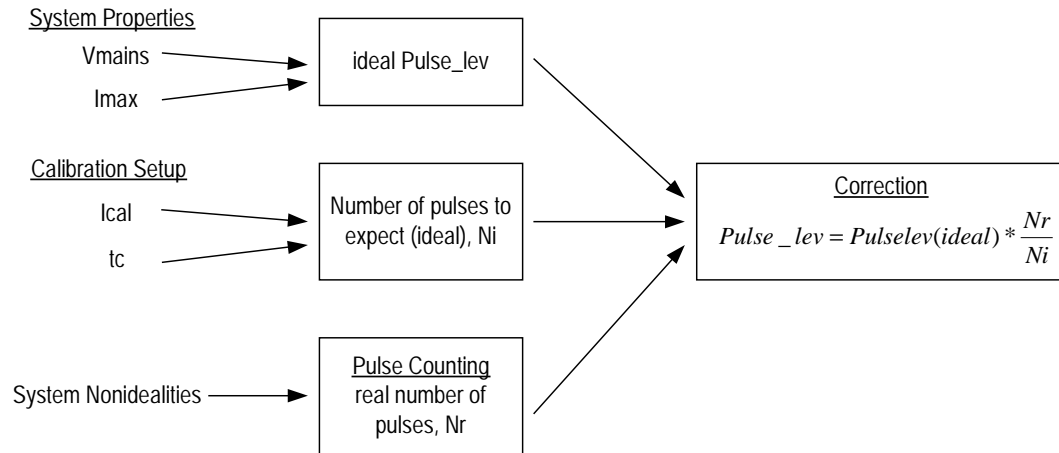 System Properties
Vmains
Imax
ideal Pulse_lev
Calibration Setup
Ical
tc
Number of pulses to
expect (ideal), Ni
Correction
Pulse _ lev = Pulselev(ideal) * Nr/Ni
System Nonidealities
Pulse Counting
real number of
pulses, Nr